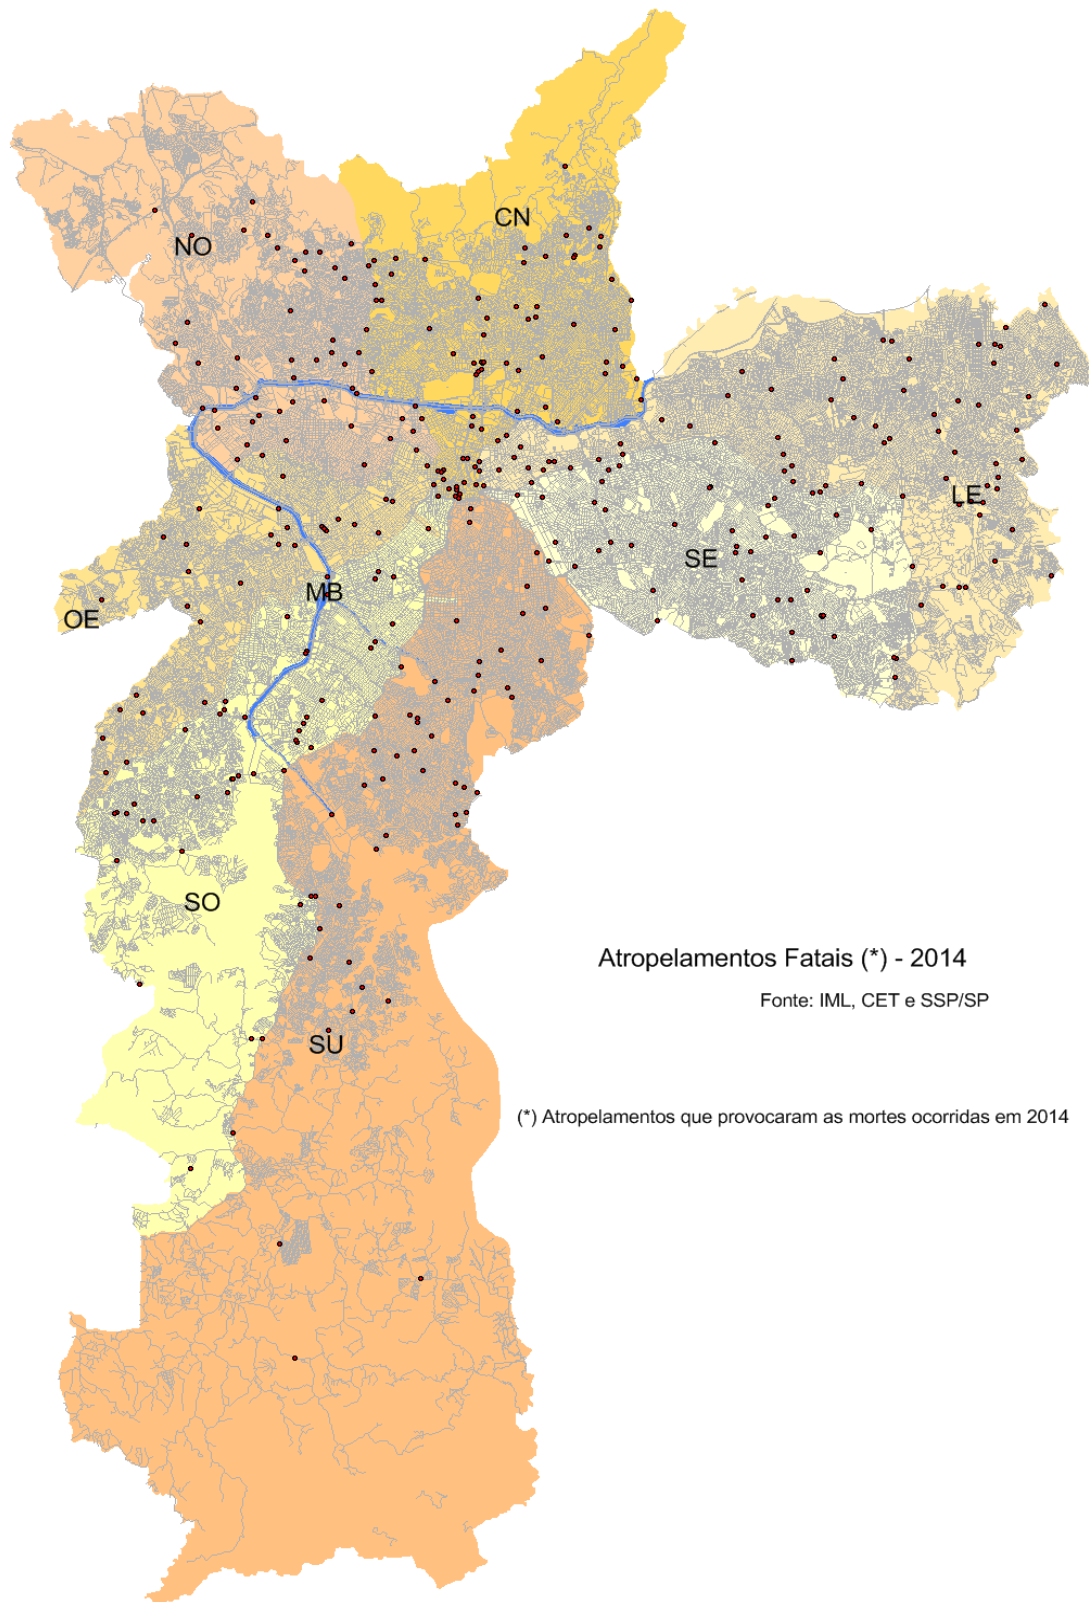 CN
NO
LE
SE
MB
OE
SO
Atropelamentos Fatais (*) - 2014
Fonte: IML, CET e SSP/SP
SU
(*) Atropelamentos que provocaram as mortes ocorridas em 2014